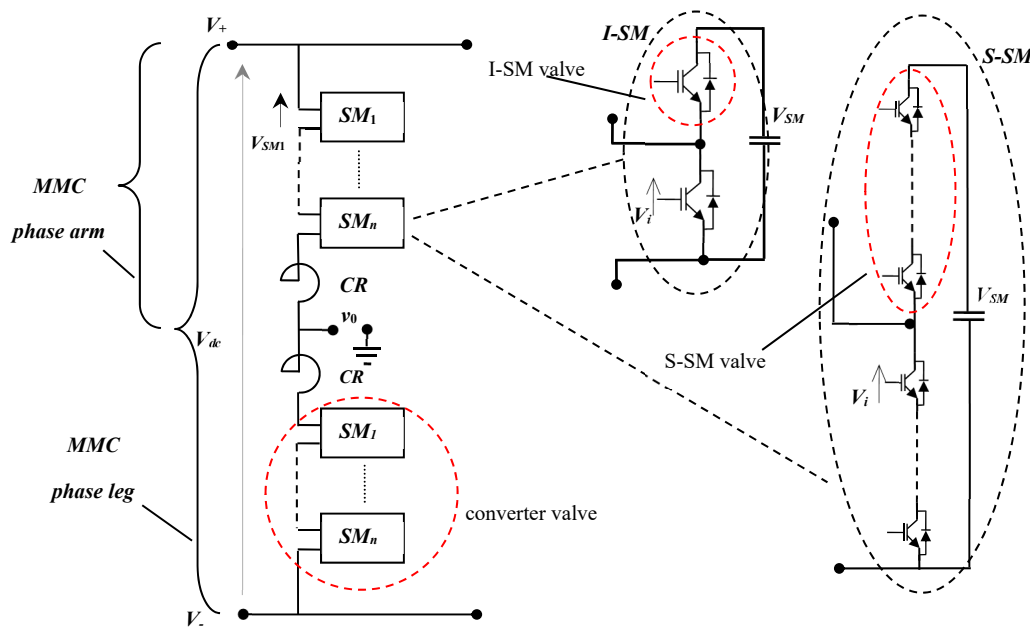 V+
MMC
phase arm
VSM1
SM1
SMn
CR
v0
Vdc
CR
MMC
phase leg
SM1
SMn
converter valve
V-
I-SM
I-SM valve
VSM
Vi
S-SM
VSM
S-SM valve
Vi